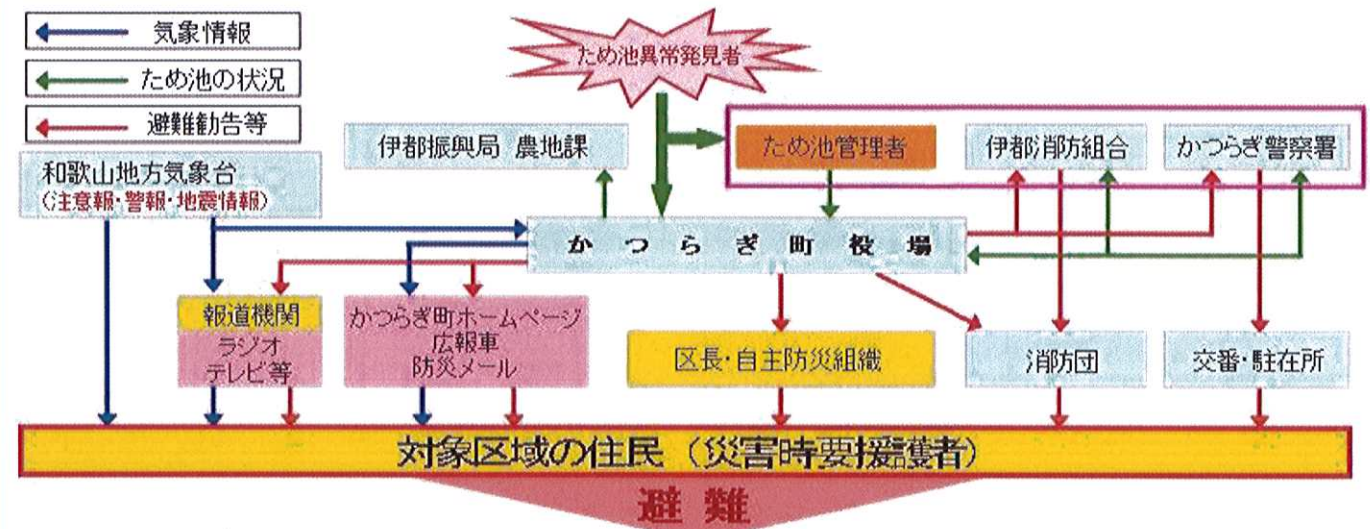 気象情報
ため池の状況
避難勧告等
ため池異常発見者
和歌山地方気象台
(注意報・警報・地震情報)
伊都振興局 農地課
ため池管理者
伊都消防組合
かつらぎ警察署
かつらぎ町役場
報道機関
ラジオ
テレビ等
かつらぎ町ホームページ
広報車
防災メール
区長・自主防災組織
消防団
交番・駐在所
対象区域の住民（災害時要援護者）
避難